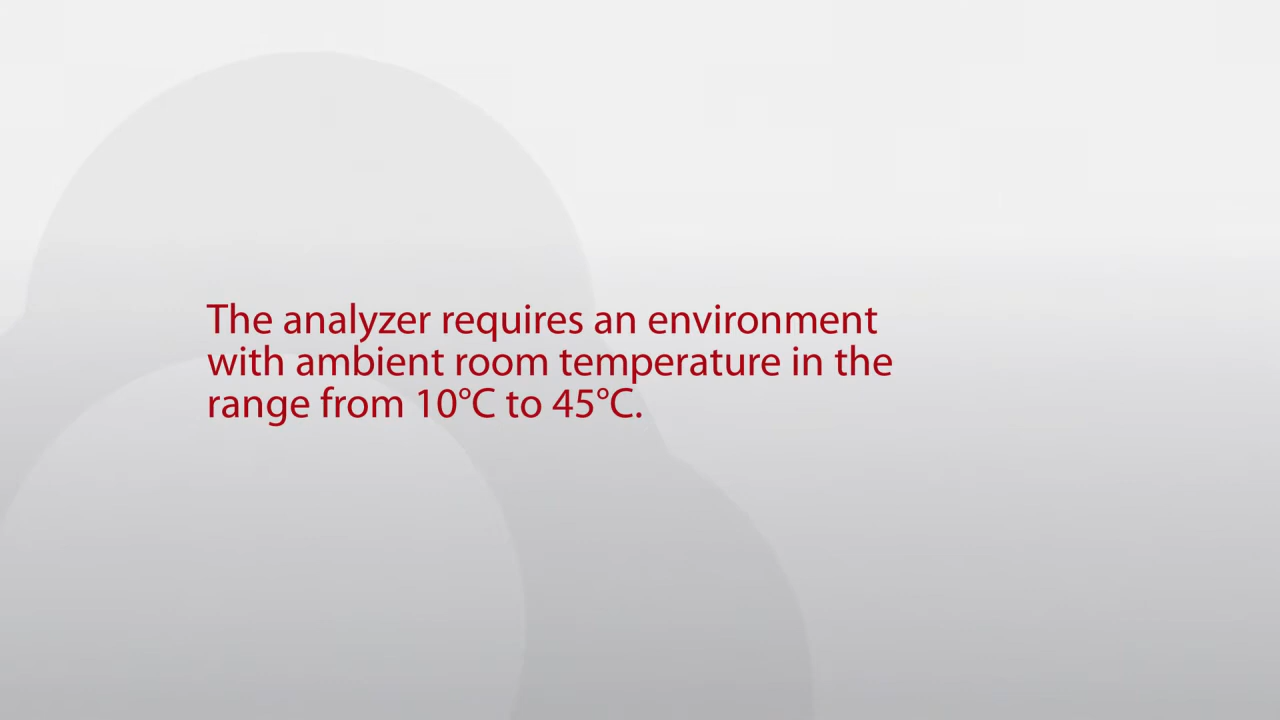 The analyzer requires an environment
with ambient room temperature in the
range from 10°C to 45°C.